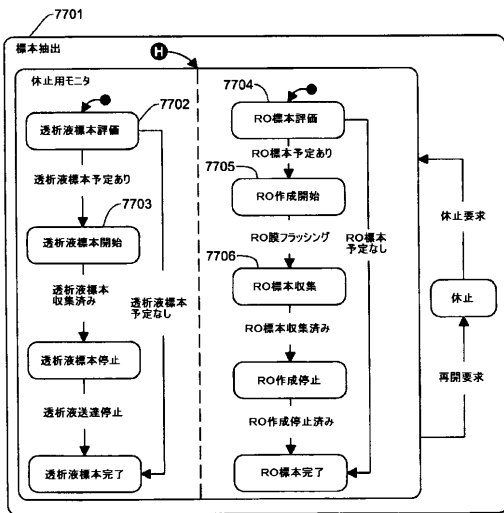 7701
標本抽出
H
休止用モニタ
7702
透析液標本評価
透析液標本予定あり
7703
透析液標本開始
透析液標本
収集済み
透析液標本
予定なし
透析液標本停止
透析液送達停止
透析液標本完了
7704
RO標本評価
RO標本予定あり
7705
RO作成開始
RO膜フラッシング
RO標本
予定なし
7706
RO標本収集
RO標本収集済み
RO作成停止
RO作成停止済み
RO標本完了
休止要求
休止
再開要求